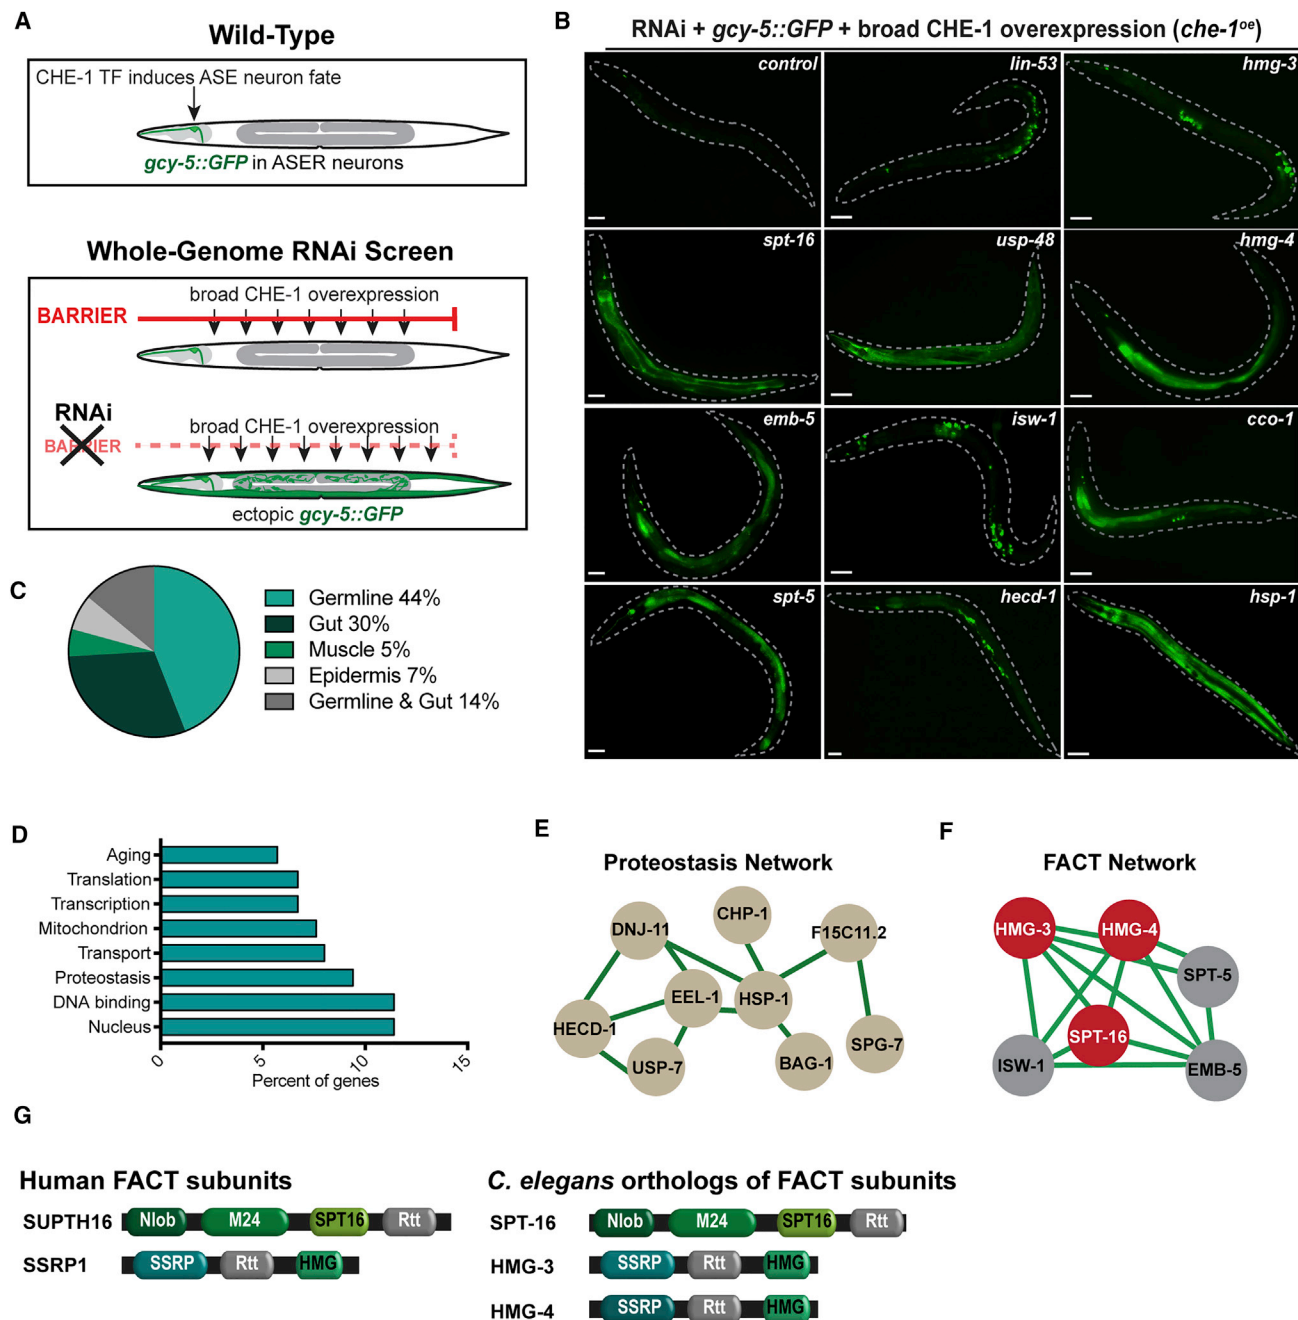 A
Wild-Type
CHE-1 TF induces ASE neuron fate
gcy-5::GFP in ASER neurons
Whole-Genome RNAi Screen
broad CHE-1 overexpression
BARRIER
RNAi
BARRIER
broad CHE-1 overexpression
ectopic gcy-5::GFP
B
RNAi + gcy-5::GFP + broad CHE-1 overexpression (che-1oe)
control
lin-53
hmg-3
spt-16
usp-48
hmg-4
emb-5
isw-1
cco-1
spt-5
hecd-1
hsp-1
C
Germline 44%
Gut 30%
Muscle 5%
Epidermis 7%
Germline & Gut 14%
D
Aging
Translation
Transcription
Mitochondrion
Transport
Proteostasis
DNA binding
Nucleus
0
5
10
15
Percent of genes
E
Proteostasis Network
DNJ-11
CHP-1
F15C11.2
EEL-1
HSP-1
HECD-1
USP-7
BAG-1
SPG-7
F
FACT Network
HMG-3
HMG-4
SPT-5
SPT-16
ISW-1
EMB-5
G
Human FACT subunits
SUPTH16
Nlob
M24
SPT16
Rtt
SSRP1
SSRP
Rtt
HMG
C. elegans orthologs of FACT subunits
SPT-16
Nlob
M24
SPT16
Rtt
HMG-3
SSRP
Rtt
HMG
HMG-4
SSRP
Rtt
HMG